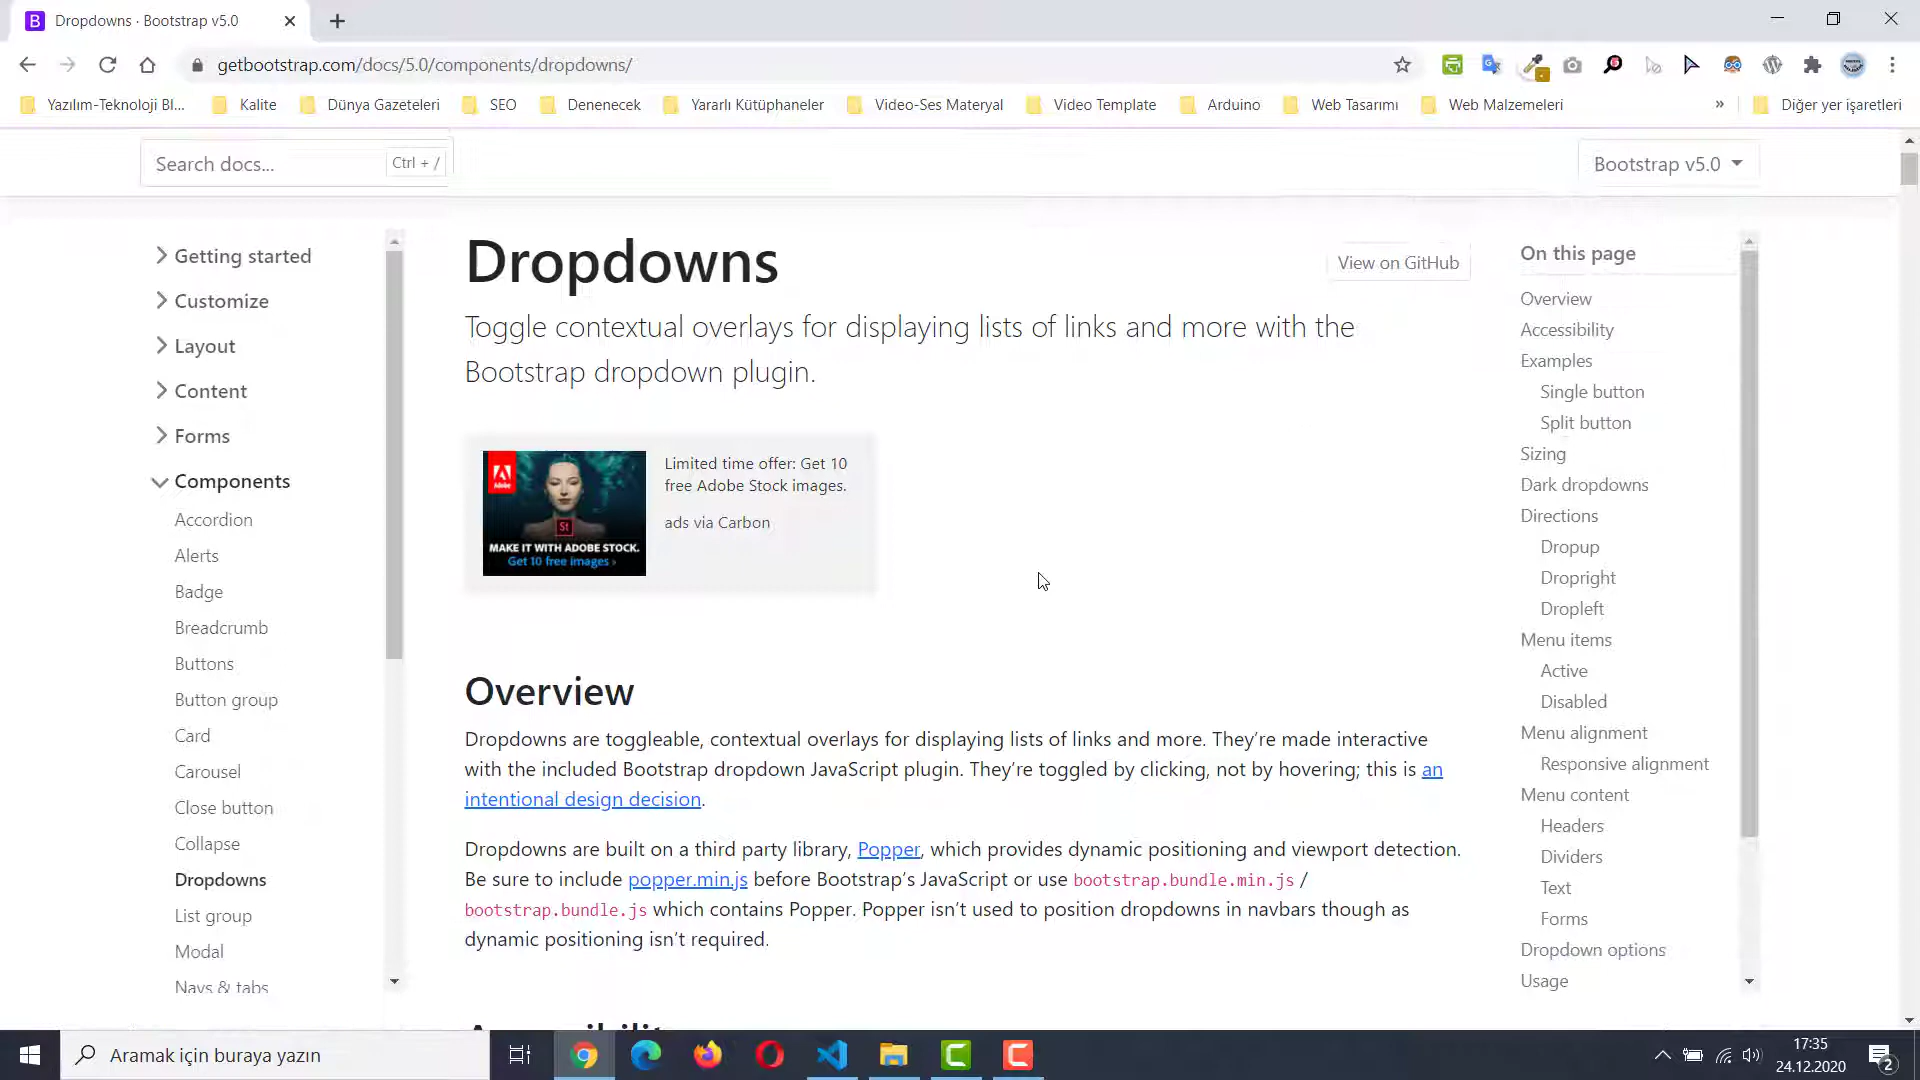 Dropdowns · Bootstrap v5.0
getbootstrap.com/docs/5.0/components/dropdowns/
Yazılım-Teknoloji Bl...
Kalite
Dünya Gazeteleri
SEO
Denenecek
Yararlı Kütüphaneler
Video-Ses Materyal
Video Template
Arduino
Web Tasarımı
Web Malzemeleri
»
Diğer yer işaretleri
Search docs...
Ctrl + /
Bootstrap v5.0
Getting started
Customize
Layout
Content
Forms
Components
Accordion
Alerts
Badge
Breadcrumb
Buttons
Button group
Card
Carousel
Close button
Collapse
Dropdowns
List group
Modal
Navs & tabs
Dropdowns
View on GitHub
Toggle contextual overlays for displaying lists of links and more with the
Bootstrap dropdown plugin.
Adobe
St
MAKE IT WITH ADOBE STOCK.
Get 10 free images ›
Limited time offer: Get 10
free Adobe Stock images.
ads via Carbon
Overview
Dropdowns are toggleable, contextual overlays for displaying lists of links and more. They’re made interactive
with the included Bootstrap dropdown JavaScript plugin. They’re toggled by clicking, not by hovering; this is an
intentional design decision.
Dropdowns are built on a third party library, Popper, which provides dynamic positioning and viewport detection.
Be sure to include popper.min.js before Bootstrap’s JavaScript or use bootstrap.bundle.min.js /
bootstrap.bundle.js which contains Popper. Popper isn’t used to position dropdowns in navbars though as
dynamic positioning isn’t required.
Accessibility
On this page
Overview
Accessibility
Examples
Single button
Split button
Sizing
Dark dropdowns
Directions
Dropup
Dropright
Dropleft
Menu items
Active
Disabled
Menu alignment
Responsive alignment
Menu content
Headers
Dividers
Text
Forms
Dropdown options
Usage
Aramak için buraya yazın
17:35
24.12.2020
2